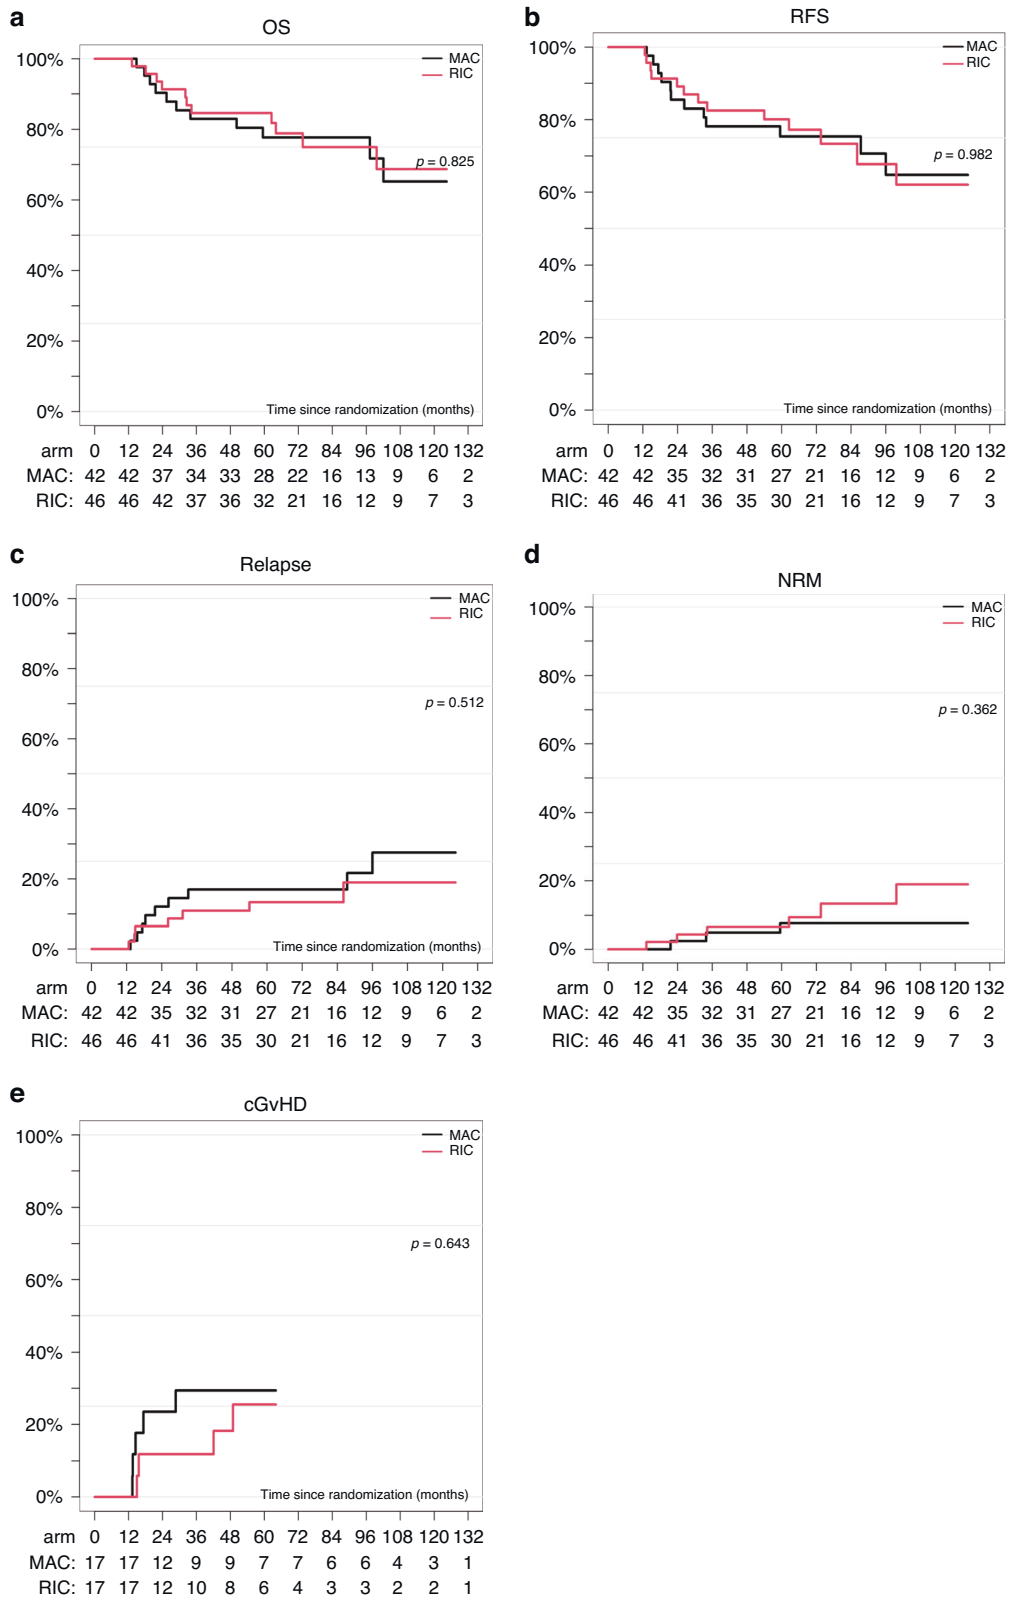 a
OS
100%
80%
60%
40%
20%
0%
MAC
RIC
p = 0.825
Time since randomization (months)
arm 0 12 24 36 48 60 72 84 96 108 120 132
MAC: 42 42 37 34 33 28 22 16 13 9 6 2
RIC: 46 46 42 37 36 32 21 16 12 9 7 3
b
RFS
100%
80%
60%
40%
20%
0%
MAC
RIC
p = 0.982
Time since randomization (months)
arm 0 12 24 36 48 60 72 84 96 108 120 132
MAC: 42 42 35 32 31 27 21 16 12 9 6 2
RIC: 46 46 41 36 35 30 21 16 12 9 7 3
c
Relapse
100%
80%
60%
40%
20%
0%
MAC
RIC
p = 0.512
Time since randomization (months)
arm 0 12 24 36 48 60 72 84 96 108 120 132
MAC: 42 42 35 32 31 27 21 16 12 9 6 2
RIC: 46 46 41 36 35 30 21 16 12 9 7 3
d
NRM
100%
80%
60%
40%
20%
0%
MAC
RIC
p = 0.362
arm 0 12 24 36 48 60 72 84 96 108 120 132
MAC: 42 42 35 32 31 27 21 16 12 9 6 2
RIC: 46 46 41 36 35 30 21 16 12 9 7 3
e
cGvHD
100%
80%
60%
40%
20%
0%
MAC
RIC
p = 0.643
Time since randomization (months)
arm 0 12 24 36 48 60 72 84 96 108 120 132
MAC: 17 17 12 9 9 7 7 6 6 4 3 1
RIC: 17 17 12 10 8 6 4 3 3 2 2 1